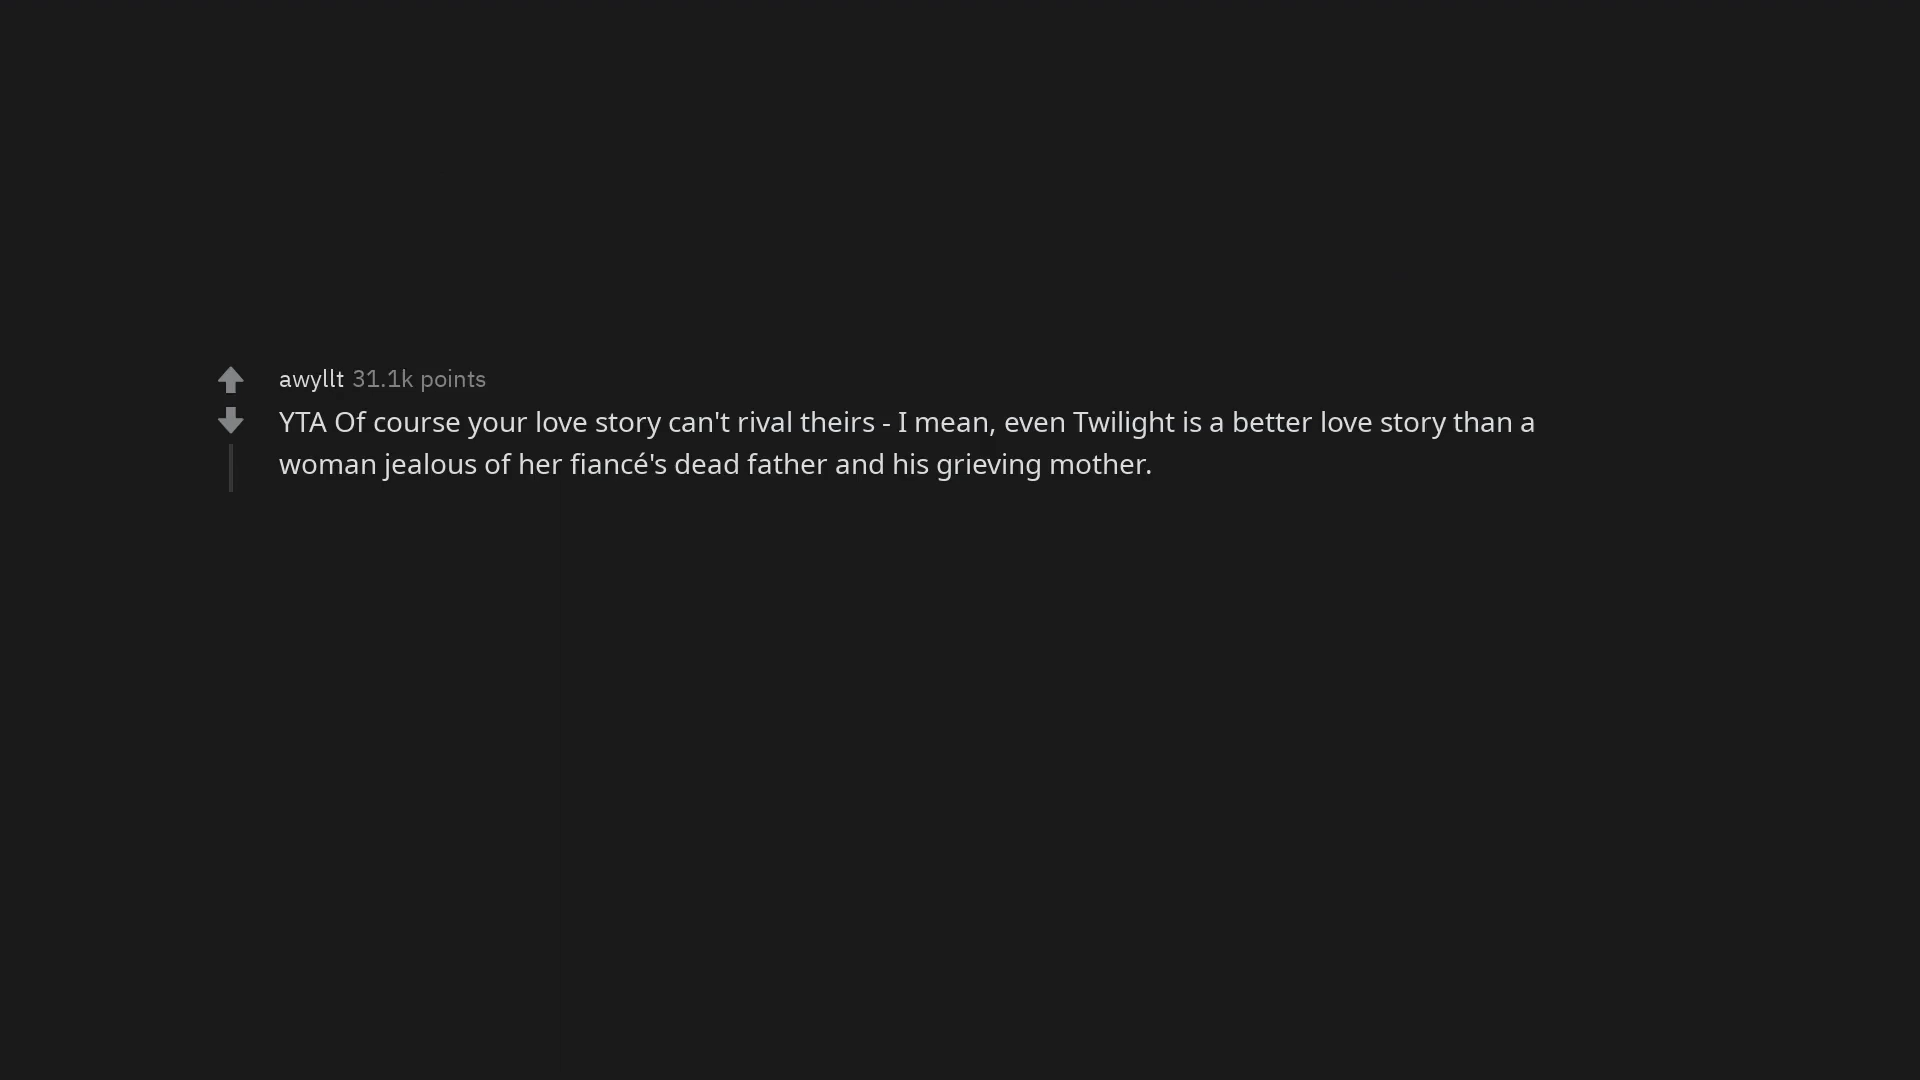 awyllt 31.1k points
YTA Of course your love story can't rival theirs - I mean, even Twilight is a better love story than a
woman jealous of her fiancé's dead father and his grieving mother.